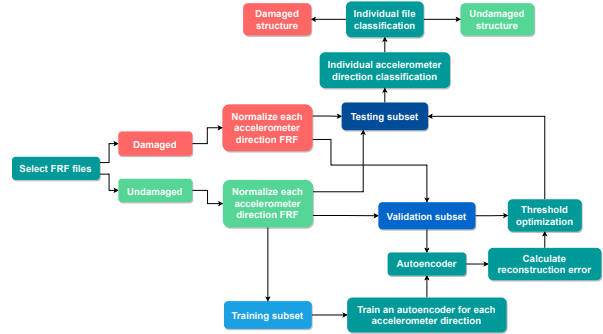 Damaged
structure
Individual file
classification
Undamaged
structure
Individual accelerometer
direction classification
Normalize each
accelerometer
direction FRF
Testing subset
Damaged
Select FRF files
Undamaged
Normalize each
accelerometer
direction FRF
Validation subset
Threshold
optimization
Autoencoder
Calculate
reconstruction error
Training subset
Train an autoencoder for each
accelerometer direction